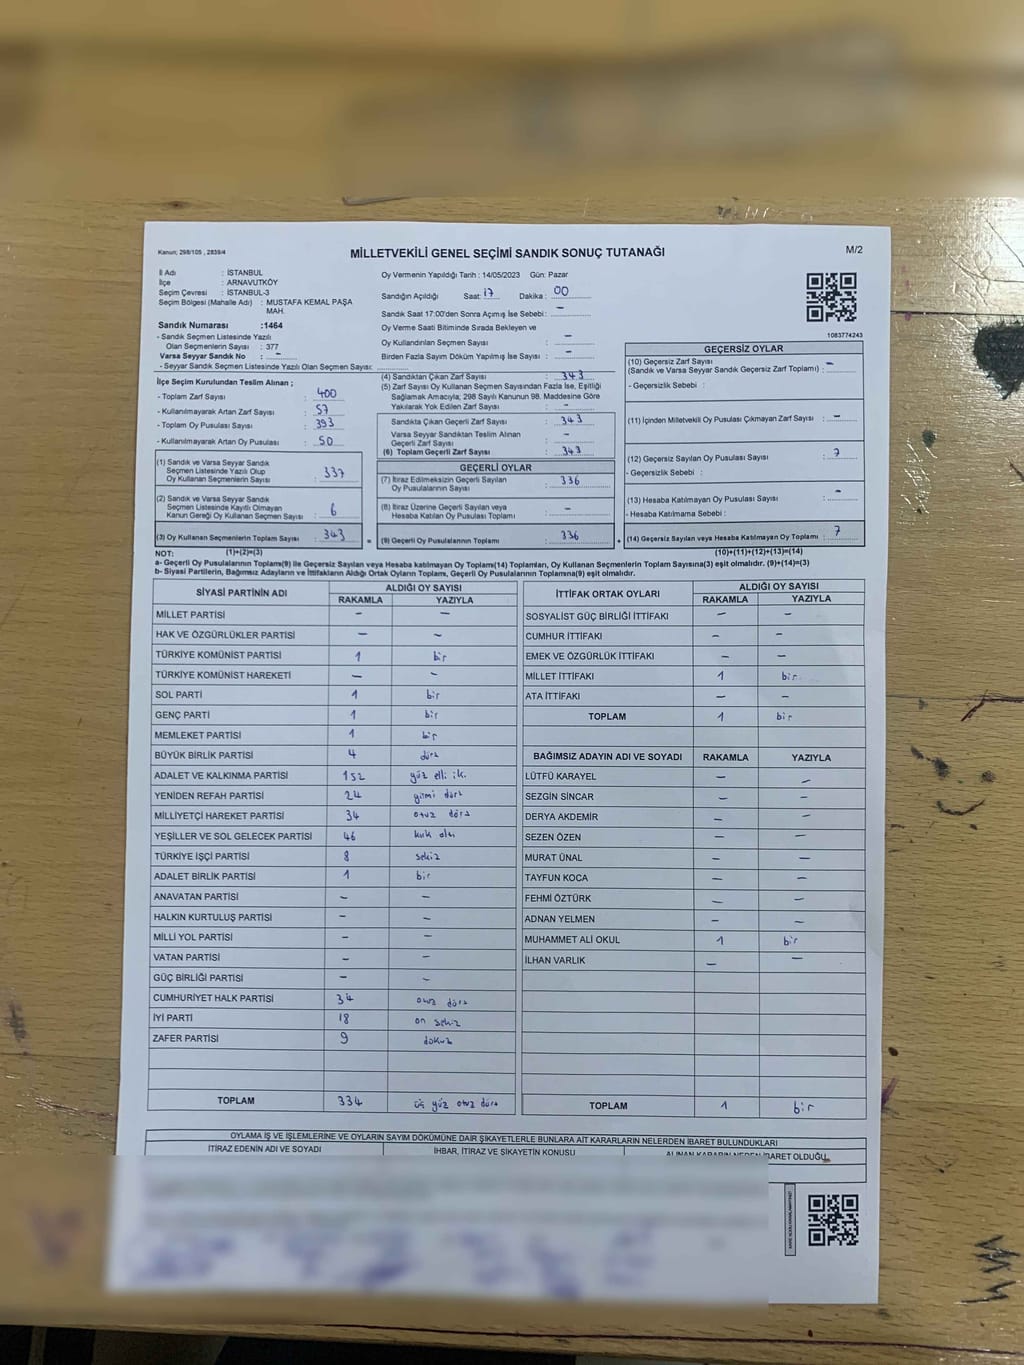 Kanun; 298/105 , 2839/4
MİLLETVEKİLİ GENEL SEÇİMİ SANDIK SONUÇ TUTANAĞI
M/2
İl Adı : İSTANBUL
İlçe : ARNAVUTKÖY
Seçim Çevresi : İSTANBUL-3
Seçim Bölgesi (Mahalle Adı) : MUSTAFA KEMAL PAŞA
MAH.
Sandık Numarası :1464
- Sandık Seçmen Listesinde Yazılı
Olan Seçmenlerin Sayısı : 377
Varsa Seyyar Sandık No : -
- Seyyar Sandık Seçmen Listesinde Yazılı Olan Seçmen Sayısı:
Oy Vermenin Yapıldığı Tarih : 14/05/2023 Gün: Pazar
Sandığın Açıldığı Saat: 17 Dakika : 00
Sandık Saat 17:00'den Sonra Açımış İse Sebebi: -
Oy Verme Saati Bitiminde Sırada Bekleyen ve
Oy Kullandırılan Seçmen Sayısı : -
Birden Fazla Sayım Döküm Yapılmış İse Sayısı : -
1083774243
İlçe Seçim Kurulundan Teslim Alınan ;
- Toplam Zarf Sayısı : 400
- Kullanılmayarak Artan Zarf Sayısı : 57
- Toplam Oy Pusulası Sayısı : 393
- Kullanılmayarak Artan Oy Pusulası : 50
(1) Sandık ve Varsa Seyyar Sandık
Seçmen Listesinde Yazılı Olup
Oy Kullanan Seçmenlerin Sayısı : 337
(2) Sandık ve Varsa Seyyar Sandık
Seçmen Listesinde Kayıtlı Olmayan
Kanun Gereği Oy Kullanan Seçmen Sayısı : 6
(3) Oy Kullanan Seçmenlerin Toplam Sayısı : 343
(4) Sandıktan Çıkan Zarf Sayısı : 343
(5) Zarf Sayısı Oy Kullanan Seçmen Sayısından Fazla İse, Eşitliği
Sağlamak Amacıyla; 298 Sayılı Kanunun 98. Maddesine Göre
Yakılarak Yok Edilen Zarf Sayısı : -
Sandıkta Çıkan Geçerli Zarf Sayısı : 343
Varsa Seyyar Sandıktan Teslim Alınan
Geçerli Zarf Sayısı : -
(6) Toplam Geçerli Zarf Sayısı : 343
GEÇERLİ OYLAR
(7) İtiraz Edilmeksizin Geçerli Sayılan
Oy Pusulalarının Sayısı : 336
(8) İtiraz Üzerine Geçerli Sayılan veya
Hesaba Katılan Oy Pusulası Toplamı : -
(9) Geçerli Oy Pusulalarının Toplamı : 336
GEÇERSİZ OYLAR
(10) Geçersiz Zarf Sayısı
(Sandık ve Varsa Seyyar Sandık Geçersiz Zarf Toplamı) : -
- Geçersizlik Sebebi :
(11) İçinden Milletvekili Oy Pusulası Çıkmayan Zarf Sayısı : -
(12) Geçersiz Sayılan Oy Pusulası Sayısı : 7
- Geçersizlik Sebebi :
(13) Hesaba Katılmayan Oy Pusulası Sayısı : -
- Hesaba Katılmama Sebebi :
(14) Geçersiz Sayılan veya Hesaba Katılmayan Oy Toplamı : 7
NOT: (1)+(2)=(3) (10)+(11)+(12)+(13)=(14)
a- Geçerli Oy Pusulalarının Toplamı(9) ile Geçersiz Sayılan veya Hesaba katılmayan Oy Toplamı(14) Toplamları, Oy Kullanan Seçmenlerin Toplam Sayısına(3) eşit olmalıdır. (9)+(14)=(3)
b- Siyasi Partilerin, Bağımsız Adayların ve İttifakların Aldığı Ortak Oyların Toplamı, Geçerli Oy Pusulalarının Toplamına(9) eşit olmalıdır.
SİYASİ PARTİNİN ADI ALDIĞI OY SAYISI
RAKAMLA YAZIYLA
MİLLET PARTİSİ - -
HAK VE ÖZGÜRLÜKLER PARTİSİ - -
TÜRKİYE KOMÜNİST PARTİSİ 1 bir
TÜRKİYE KOMÜNİST HAREKETİ - -
SOL PARTİ 1 bir
GENÇ PARTİ 1 bir
MEMLEKET PARTİSİ 1 bir
BÜYÜK BİRLİK PARTİSİ 4 dört
ADALET VE KALKINMA PARTİSİ 152 yüz elli iki
YENİDEN REFAH PARTİSİ 24 yirmi dört
MİLLİYETÇİ HAREKET PARTİSİ 34 otuz dört
YEŞİLLER VE SOL GELECEK PARTİSİ 46 kırk altı
TÜRKİYE İŞÇİ PARTİSİ 8 sekiz
ADALET BİRLİK PARTİSİ 1 bir
ANAVATAN PARTİSİ - -
HALKIN KURTULUŞ PARTİSİ - -
MİLLİ YOL PARTİSİ - -
VATAN PARTİSİ - -
GÜÇ BİRLİĞİ PARTİSİ - -
CUMHURİYET HALK PARTİSİ 34 otuz dört
İYİ PARTİ 18 on sekiz
ZAFER PARTİSİ 9 dokuz
TOPLAM 334 üç yüz otuz dört
İTTİFAK ORTAK OYLARI ALDIĞI OY SAYISI
RAKAMLA YAZIYLA
SOSYALİST GÜÇ BİRLİĞİ İTTİFAKI - -
CUMHUR İTTİFAKI - -
EMEK VE ÖZGÜRLÜK İTTİFAKI - -
MİLLET İTTİFAKI 1 bir
ATA İTTİFAKI - -
TOPLAM 1 bir
BAĞIMSIZ ADAYIN ADI VE SOYADI RAKAMLA YAZIYLA
LÜTFÜ KARAYEL - -
SEZGİN SİNCAR - -
DERYA AKDEMİR - -
SEZEN ÖZEN - -
MURAT ÜNAL - -
TAYFUN KOCA - -
FEHMİ ÖZTÜRK - -
ADNAN YELMEN - -
MUHAMMET ALİ OKUL 1 bir
İLHAN VARLIK - -
TOPLAM 1 bir
OYLAMA İŞ VE İŞLEMLERİNE VE OYLARIN SAYIM DÖKÜMÜNE DAİR ŞİKAYETLERLE BUNLARA AİT KARARLARIN NELERDEN İBARET BULUNDUKLARI
İTİRAZ EDENİN ADI VE SOYADI İHBAR, İTİRAZ VE ŞİKAYETİN KONUSU ALINAN KARARIN NEDEN İBARET OLDUĞU